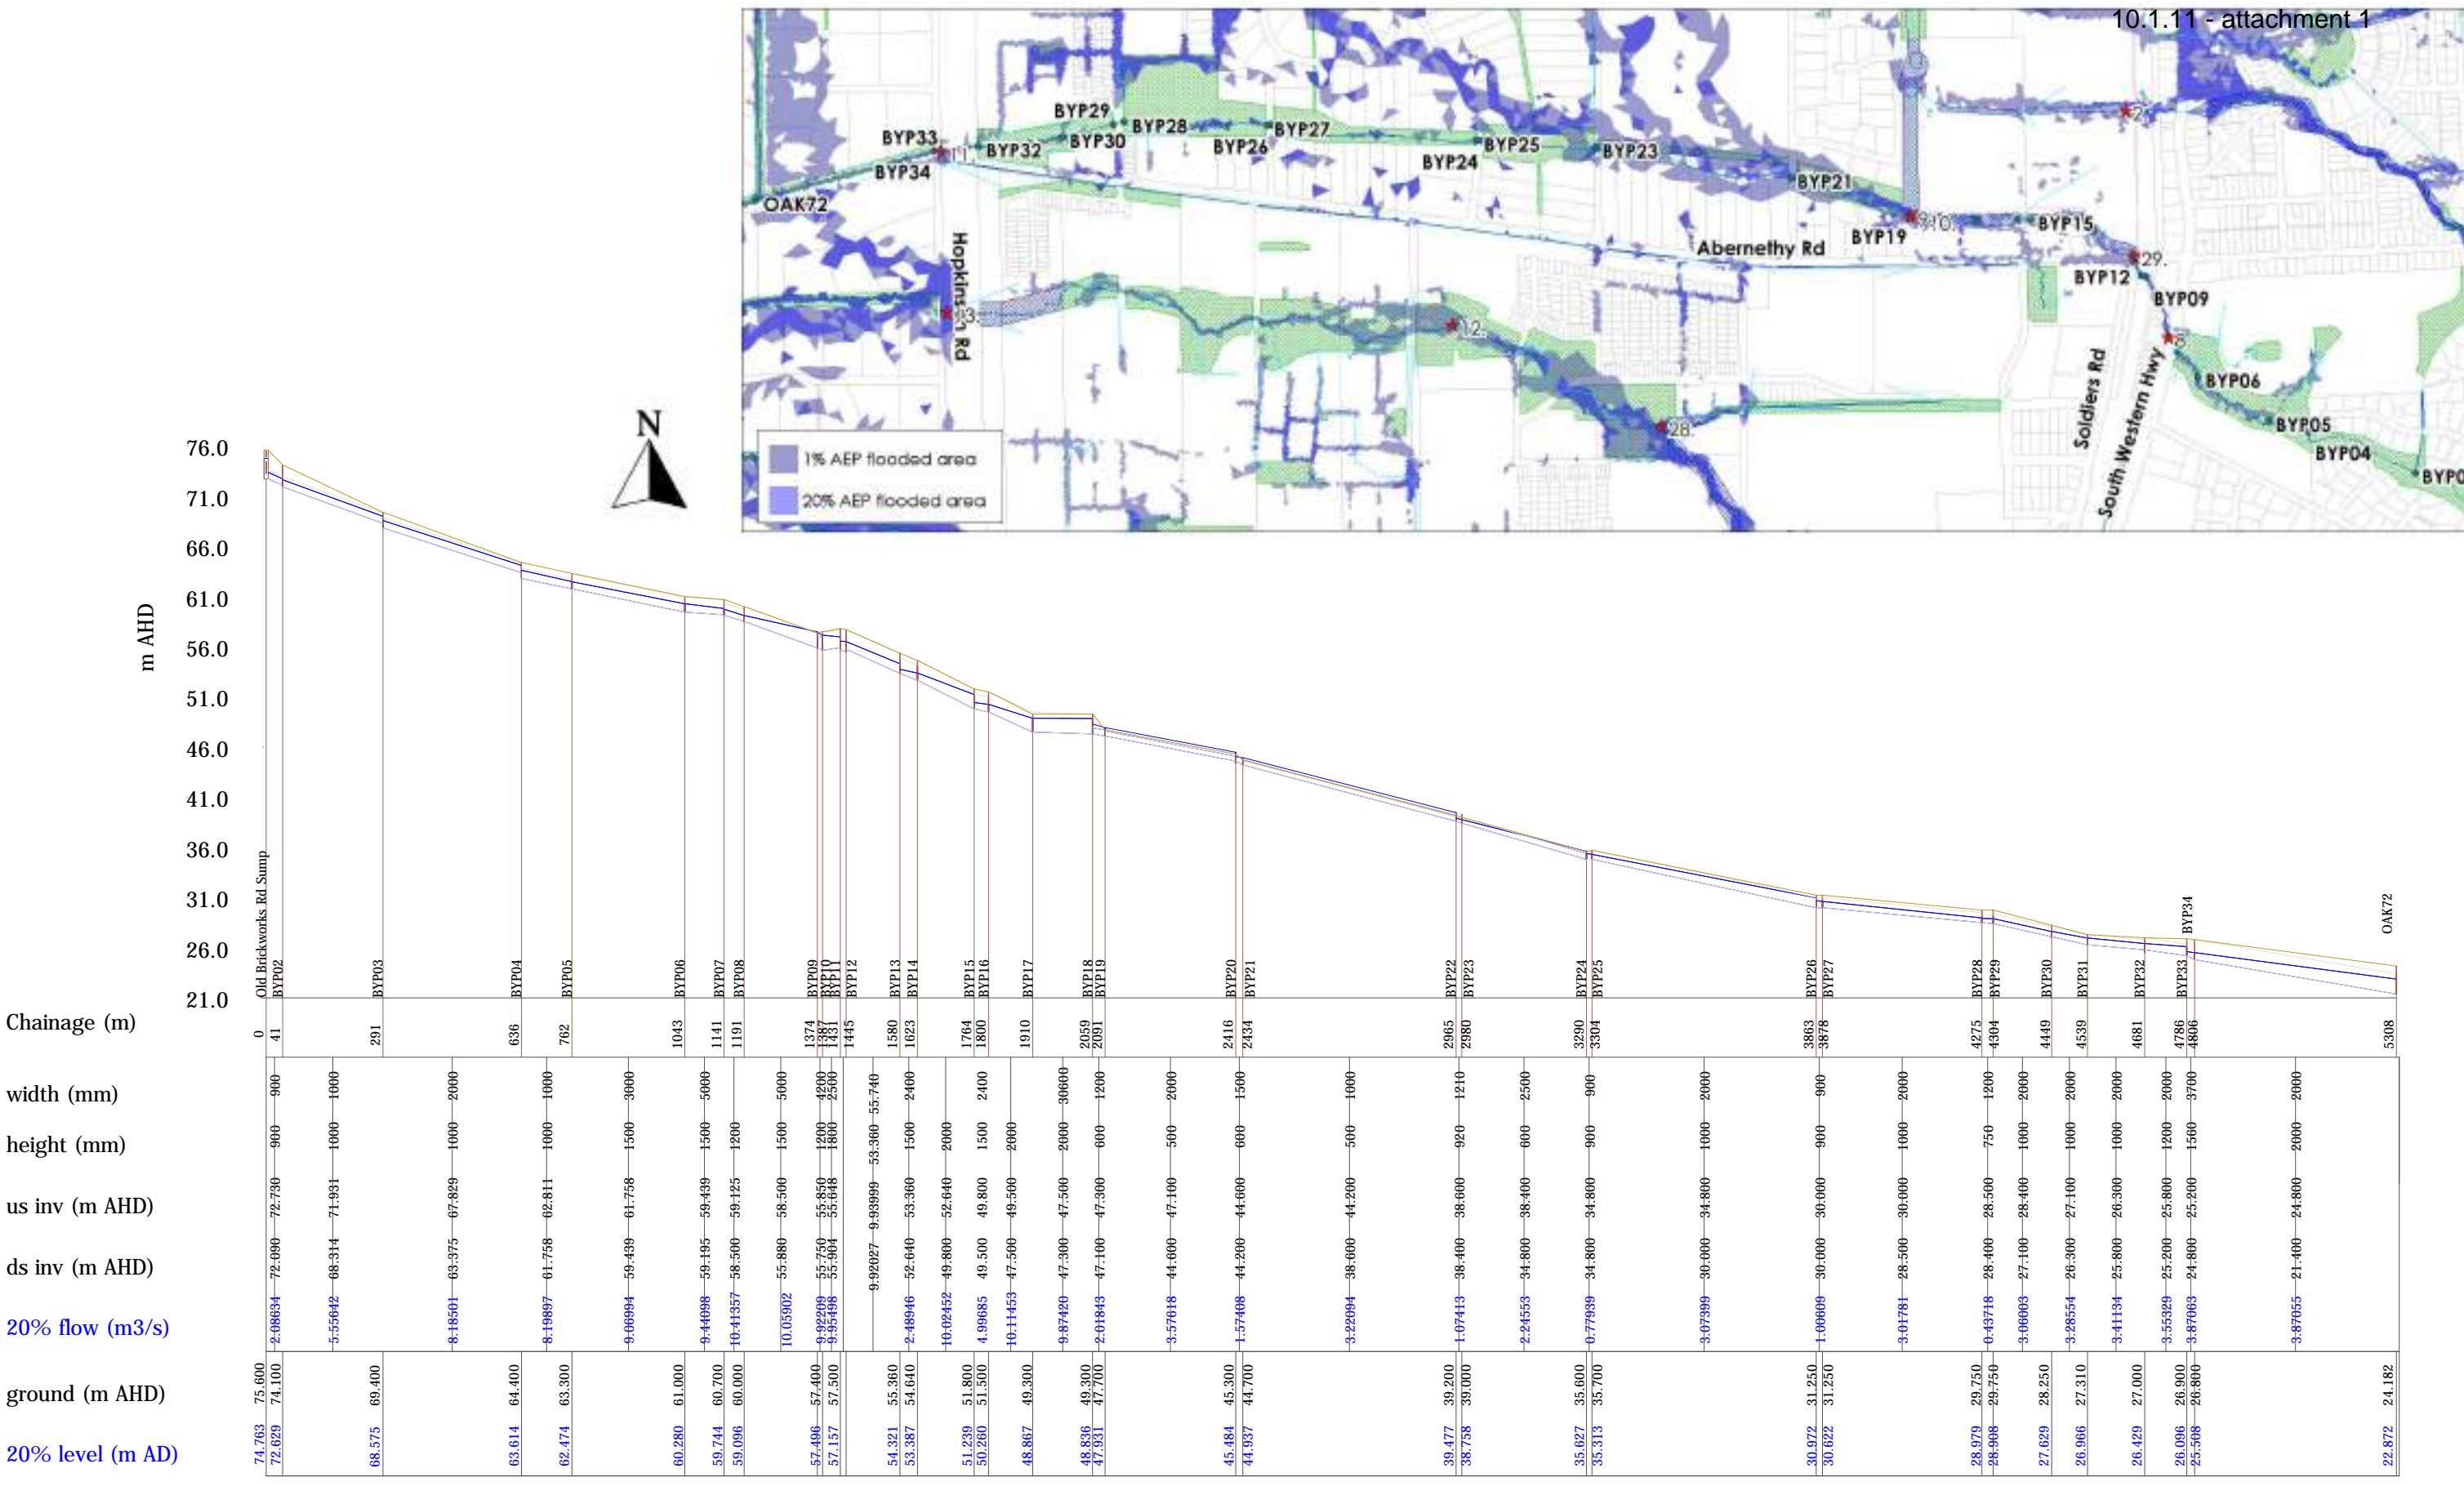 10.1.11 - attachment 1
BYP29
BYP33
BYP28
BYP27
BYP32
BYP30
BYP26
BYP25
BYP23
BYP34
BYP24
BYP21
OAK72
BYP19
BYP15
Abernethy Rd
29.
BYP12
BYP09
Hopkinson Rd
12.
28.
Soldiers Rd
South Western Hwy
BYP06
BYP05
BYP04
1% AEP flooded area
20% AEP flooded area
N
m AHD
76.0
71.0
66.0
61.0
56.0
51.0
46.0
41.0
36.0
31.0
26.0
21.0
Old Brickworks Rd Sump BYP02 BYP03 BYP04 BYP05 BYP06 BYP07 BYP08 BYP09 BYP10 BYP11 BYP12 BYP13 BYP14 BYP15 BYP16 BYP17 BYP18 BYP19 BYP20 BYP21 BYP22 BYP23 BYP24 BYP25 BYP26 BYP27 BYP28 BYP29 BYP30 BYP31 BYP32 BYP33 BYP34 OAK72
Chainage (m) 0 41 291 636 762 1043 1141 1191 1374 1387 1431 1445 1580 1623 1764 1800 1910 2059 2091 2416 2434 2965 2980 3290 3304 3863 3878 4275 4304 4449 4539 4681 4786 4806 5308
width (mm) 900 1000 2000 1000 3000 5000 5000 4200 2500 55.740 2400 2400 30600 1200 2000 1500 1000 1210 2500 900 2000 900 2000 1200 2000 2000 2000 2000 3700 2000
height (mm) 900 1000 1000 1000 1500 1500 1200 1500 1200 1800 53.360 1500 2000 1500 2000 2000 600 500 600 500 920 600 900 1000 900 1000 750 1000 1000 1000 1200 1560 2000
us inv (m AHD) 72.730 71.931 67.829 62.811 61.758 59.439 59.125 58.500 55.850 55.648 9.93999 53.360 52.640 49.800 49.500 47.500 47.300 47.100 44.600 44.200 38.600 38.400 34.800 34.800 30.000 30.000 28.500 28.400 27.100 26.300 25.800 25.200 24.800
ds inv (m AHD) 72.090 68.314 63.375 61.758 59.439 59.195 58.500 55.880 55.750 55.904 9.92027 52.640 49.800 49.500 47.500 47.300 47.100 44.600 44.200 38.600 38.400 34.800 34.800 30.000 30.000 28.500 28.400 27.100 26.300 25.800 25.200 24.800 21.400
20% flow (m3/s) 2.08634 5.55642 8.18501 8.19897 9.06994 9.44098 10.41357 10.05902 9.92209 9.95498 2.48946 10.02452 4.99685 10.11453 9.87420 2.01843 3.57618 1.57408 3.22094 1.07413 2.24553 0.77939 3.07399 1.00609 3.01781 0.43718 3.06003 3.28554 3.41134 3.55329 3.87063 3.87055
ground (m AHD) 75.600 74.100 69.400 64.400 63.300 61.000 60.700 60.000 57.400 57.500 55.360 54.640 51.800 51.500 49.300 49.300 47.700 45.300 44.700 39.200 39.000 35.600 35.700 31.250 31.250 29.750 29.750 28.250 27.310 27.000 26.900 26.800 24.182
20% level (m AD) 74.763 72.629 68.575 63.614 62.474 60.280 59.744 59.096 57.496 57.157 54.321 53.387 51.239 50.260 48.867 48.836 47.931 45.484 44.937 39.477 38.758 35.627 35.313 30.972 30.622 28.979 28.908 27.629 26.966 26.429 26.096 25.508 22.872